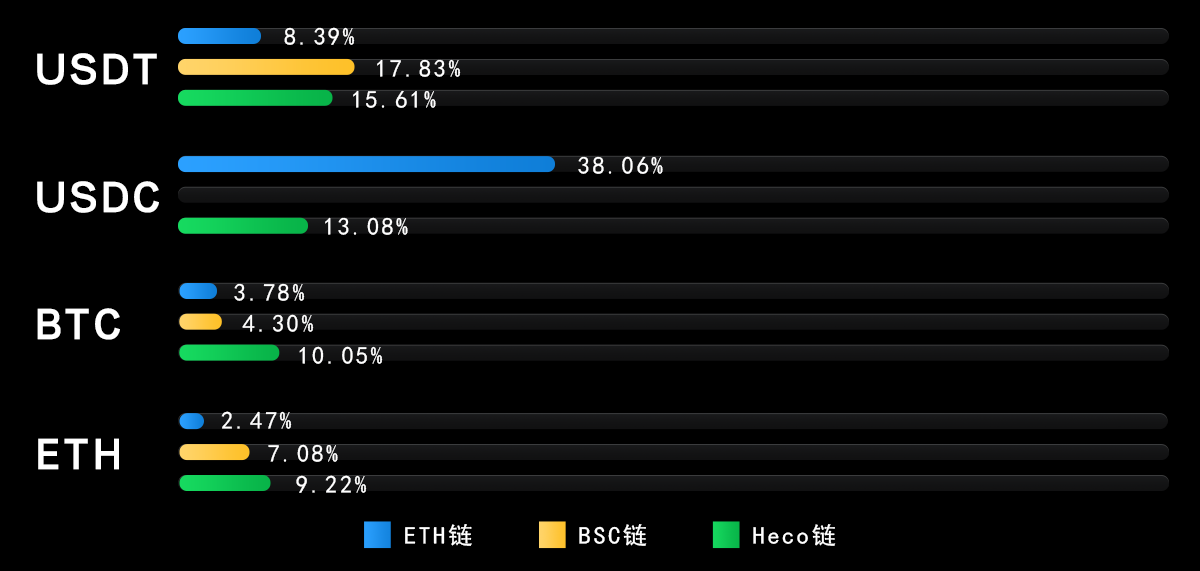 USDT
8.39%
17.83%
15.61%
USDC
38.06%
13.08%
BTC
3.78%
4.30%
10.05%
ETH
2.47%
7.08%
9.22%
ETH链 BSC链 Heco链